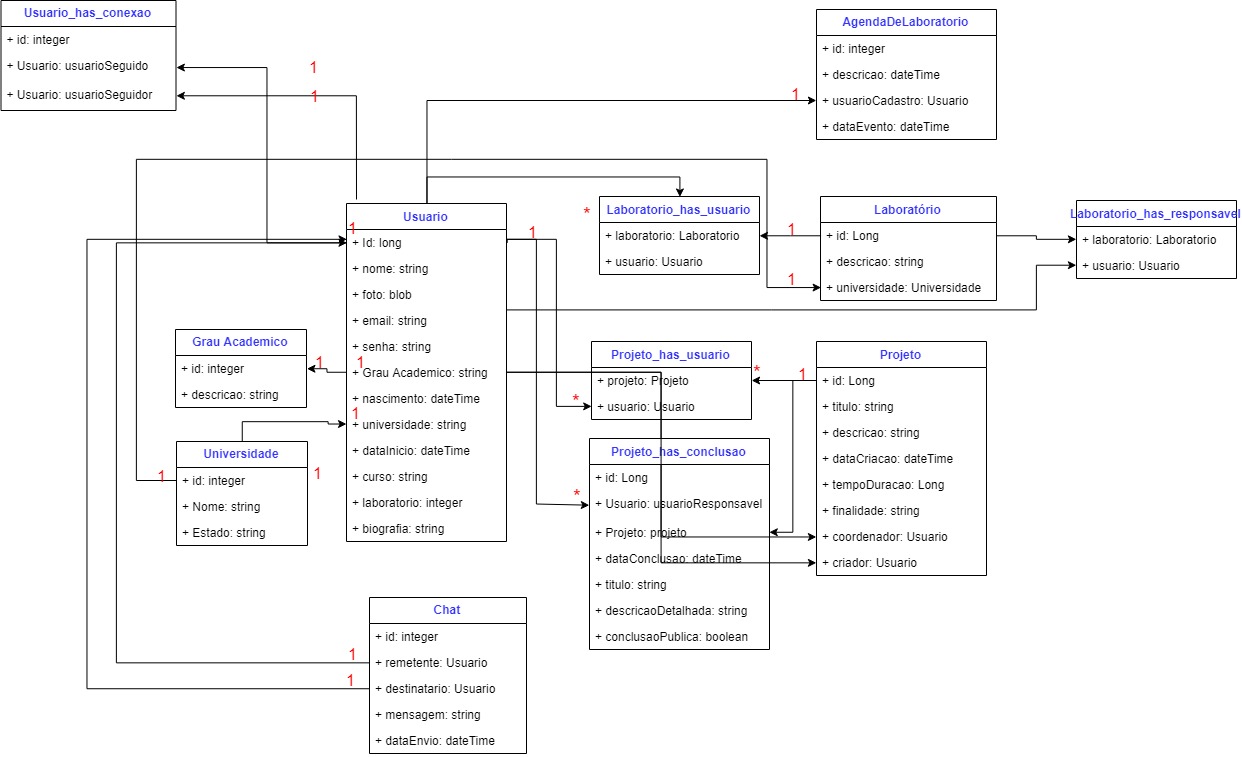 Usuario_has_conexao
+ id: integer
+ Usuario: usuarioSeguido
+ Usuario: usuarioSeguidor
1
1
AgendaDeLaboratorio
+ id: integer
+ descricao: dateTime
+ usuarioCadastro: Usuario
+ dataEvento: dateTime
1
Usuario
+ Id: long
+ nome: string
+ foto: blob
+ email: string
+ senha: string
+ Grau Academico: string
+ nascimento: dateTime
+ universidade: string
+ dataInicio: dateTime
+ curso: string
+ laboratorio: integer
+ biografia: string
1
1
1
1
*
Laboratorio_has_usuario
+ laboratorio: Laboratorio
+ usuario: Usuario
1
1
Laboratório
+ id: Long
+ descricao: string
+ universidade: Universidade
Laboratorio_has_responsavel
+ laboratorio: Laboratorio
+ usuario: Usuario
Grau Academico
+ id: integer
+ descricao: string
1
Universidade
+ id: integer
+ Nome: string
+ Estado: string
1
1
Projeto_has_usuario
+ projeto: Projeto
+ usuario: Usuario
*
*
1
Projeto
+ id: Long
+ titulo: string
+ descricao: string
+ dataCriacao: dateTime
+ tempoDuracao: Long
+ finalidade: string
+ coordenador: Usuario
+ criador: Usuario
Projeto_has_conclusao
+ id: Long
+ Usuario: usuarioResponsavel
+ Projeto: projeto
+ dataConclusao: dateTime
+ titulo: string
+ descricaoDetalhada: string
+ conclusaoPublica: boolean
*
Chat
+ id: integer
+ remetente: Usuario
+ destinatario: Usuario
+ mensagem: string
+ dataEnvio: dateTime
1
1